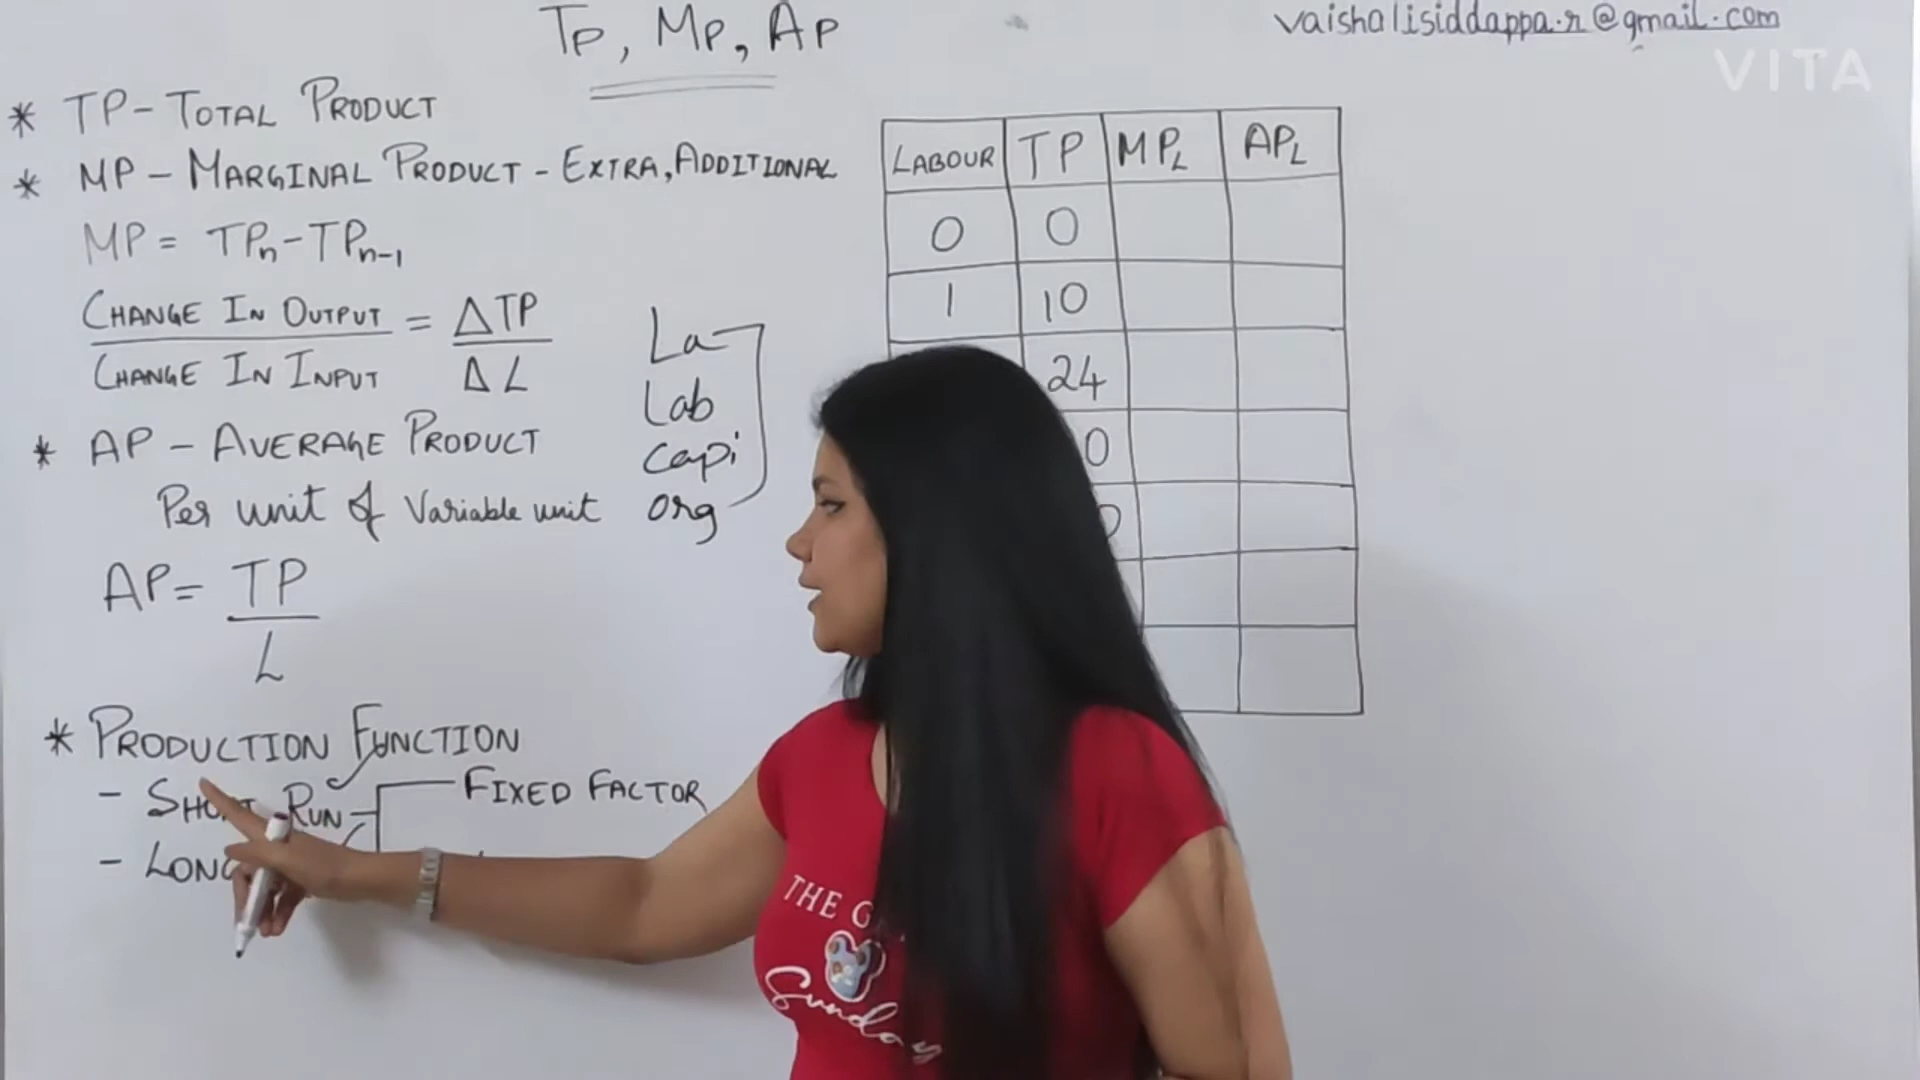 TP, MP, AP
vaishalisiddappa.r@gmail.com
VITA
* TP - TOTAL PRODUCT
* MP - MARGINAL PRODUCT - EXTRA, ADDITIONAL
MP = TPn - TPn-1
CHANGE IN OUTPUT = ΔTP
CHANGE IN INPUT ΔL
* AP - AVERAGE PRODUCT
Per unit of Variable unit
AP = TP
L
La
Lab
Capi
org
* PRODUCTION FUNCTION
- SHORT RUN
- LONG
FIXED FACTOR
LABOUR TP MPL APL
0 0
1 10
24
THE
Sunday